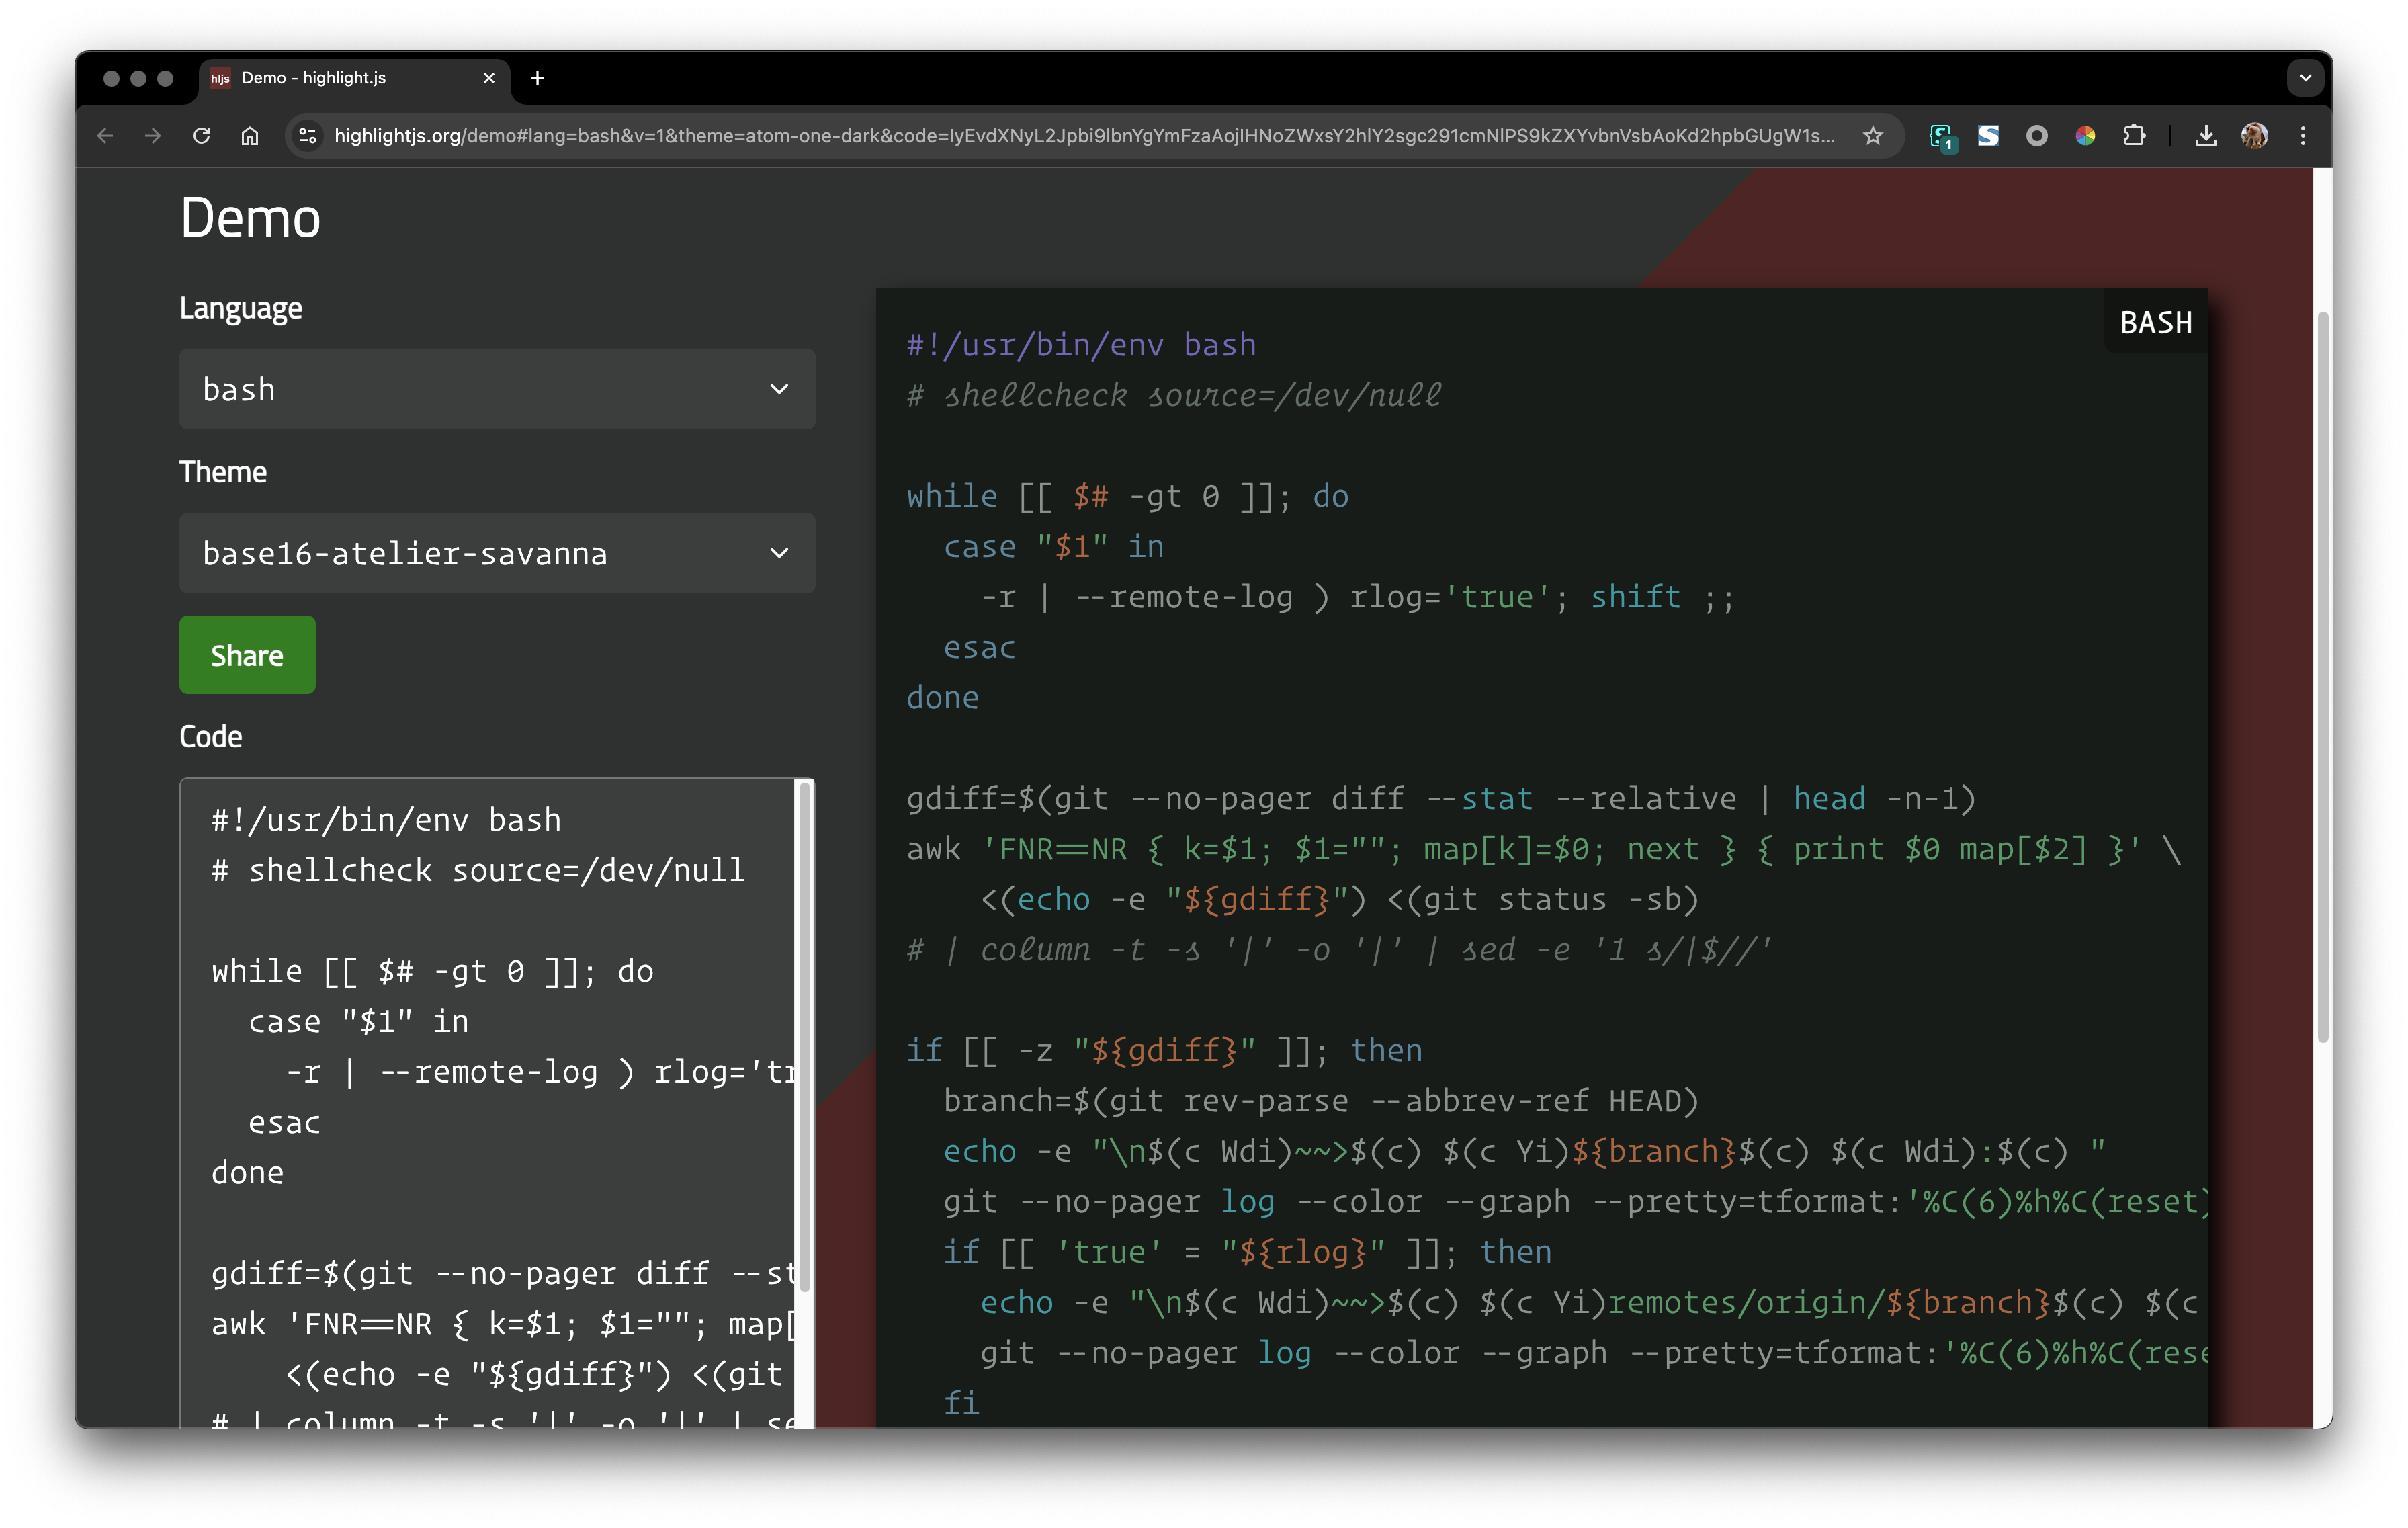 hljs Demo - highlight.js
highlightjs.org/demo#lang=bash&v=1&theme=atom-one-dark&code=IyEvdXNyL2Jpbi9lbnYgYmFzaAojIHNoZWxsY2hlY2sgc291cmNlPS9kZXYvbnVsbAoKd2hpbGUgW1s...
1
Demo
Language
bash
Theme
base16-atelier-savanna
Share
Code
#!/usr/bin/env bash
# shellcheck source=/dev/null
while [[ $# -gt 0 ]]; do
case "$1" in
-r | --remote-log ) rlog='tr
esac
done
gdiff=$(git --no-pager diff --st
awk 'FNR==NR { k=$1; $1=""; map[
<(echo -e "${gdiff}") <(git
# | column -t -s '|' -o '|' | se
BASH
#!/usr/bin/env bash
# shellcheck source=/dev/null
while [[ $# -gt 0 ]]; do
case "$1" in
-r | --remote-log ) rlog='true'; shift ;;
esac
done
gdiff=$(git --no-pager diff --stat --relative | head -n-1)
awk 'FNR==NR { k=$1; $1=""; map[k]=$0; next } { print $0 map[$2] }' \
<(echo -e "${gdiff}") <(git status -sb)
# | column -t -s '|' -o '|' | sed -e '1 s/|$//'
if [[ -z "${gdiff}" ]]; then
branch=$(git rev-parse --abbrev-ref HEAD)
echo -e "\n$(c Wdi)~~>$(c) $(c Yi)${branch}$(c) $(c Wdi):$(c) "
git --no-pager log --color --graph --pretty=tformat:'%C(6)%h%C(reset)
if [[ 'true' = "${rlog}" ]]; then
echo -e "\n$(c Wdi)~~>$(c) $(c Yi)remotes/origin/${branch}$(c) $(c
git --no-pager log --color --graph --pretty=tformat:'%C(6)%h%C(rese
fi